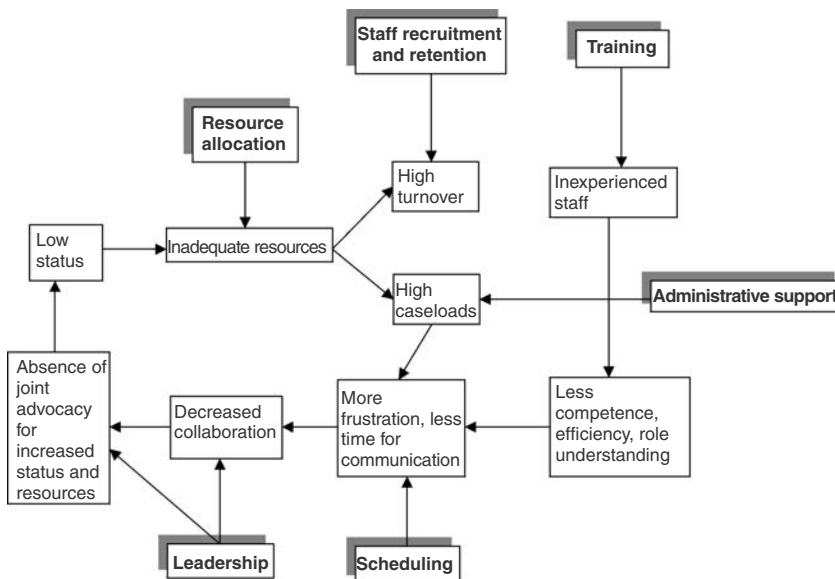 Staff recruitment
and retention
Training
Resource
allocation
High
turnover
Inexperienced
staff
Low
status
Inadequate resources
High
caseloads
Administrative support
Absence of
joint
advocacy
for
increased
status and
resources
Decreased
collaboration
More
frustration, less
time for
communication
Less
competence,
efficiency, role
understanding
Leadership
Scheduling